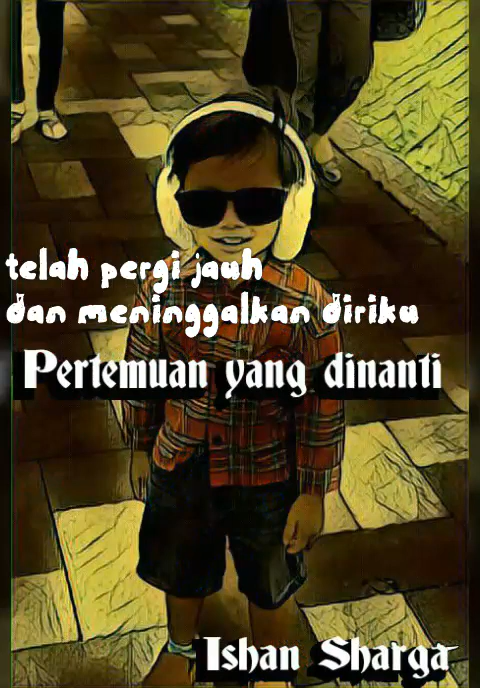 telah pergi jauh
dan meninggalkan diriku
Pertemuan yang dinanti
Ishan Sharga